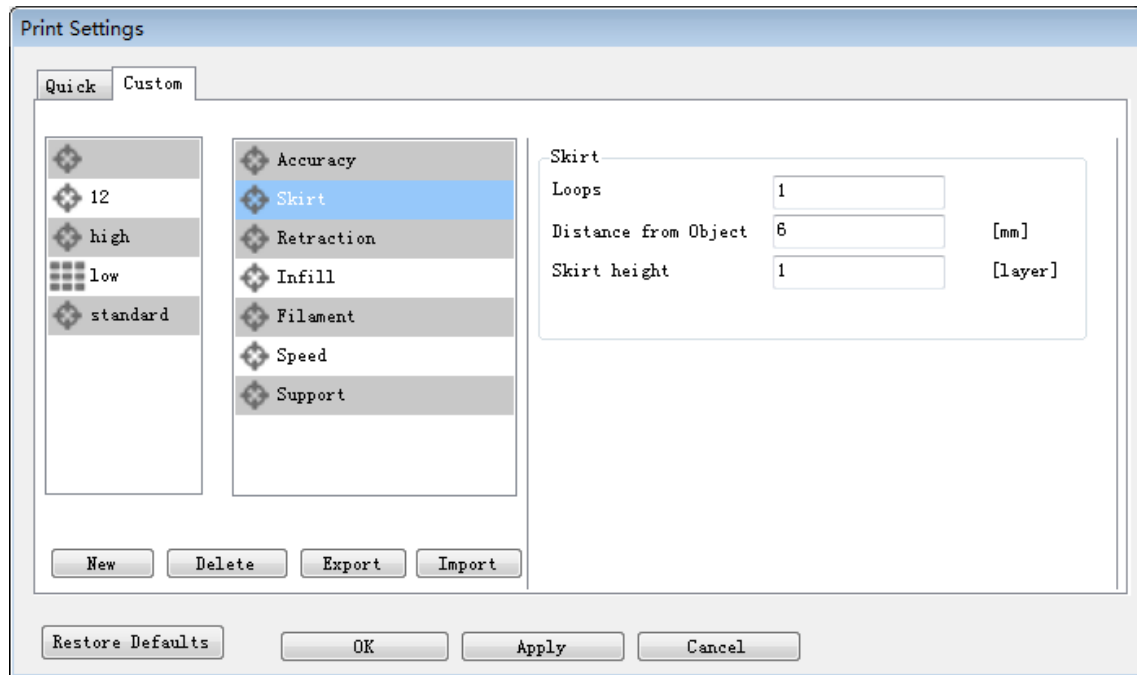 Print Settings
Quick Custom
12
high
low
standard
Accuracy
Skirt
Retraction
Infill
Filament
Speed
Support
Skirt
Loops 1
Distance from Object 6 [mm]
Skirt height 1 [layer]
New Delete Export Import
Restore Defaults OK Apply Cancel